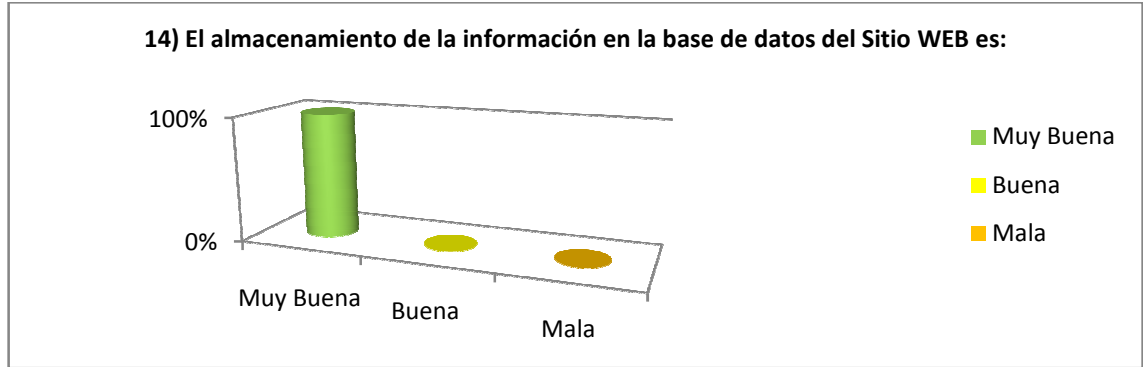 14) El almacenamiento de la información en la base de datos del Sitio WEB es:
100%
0%
Muy Buena
Buena
Mala
Muy Buena
Buena
Mala